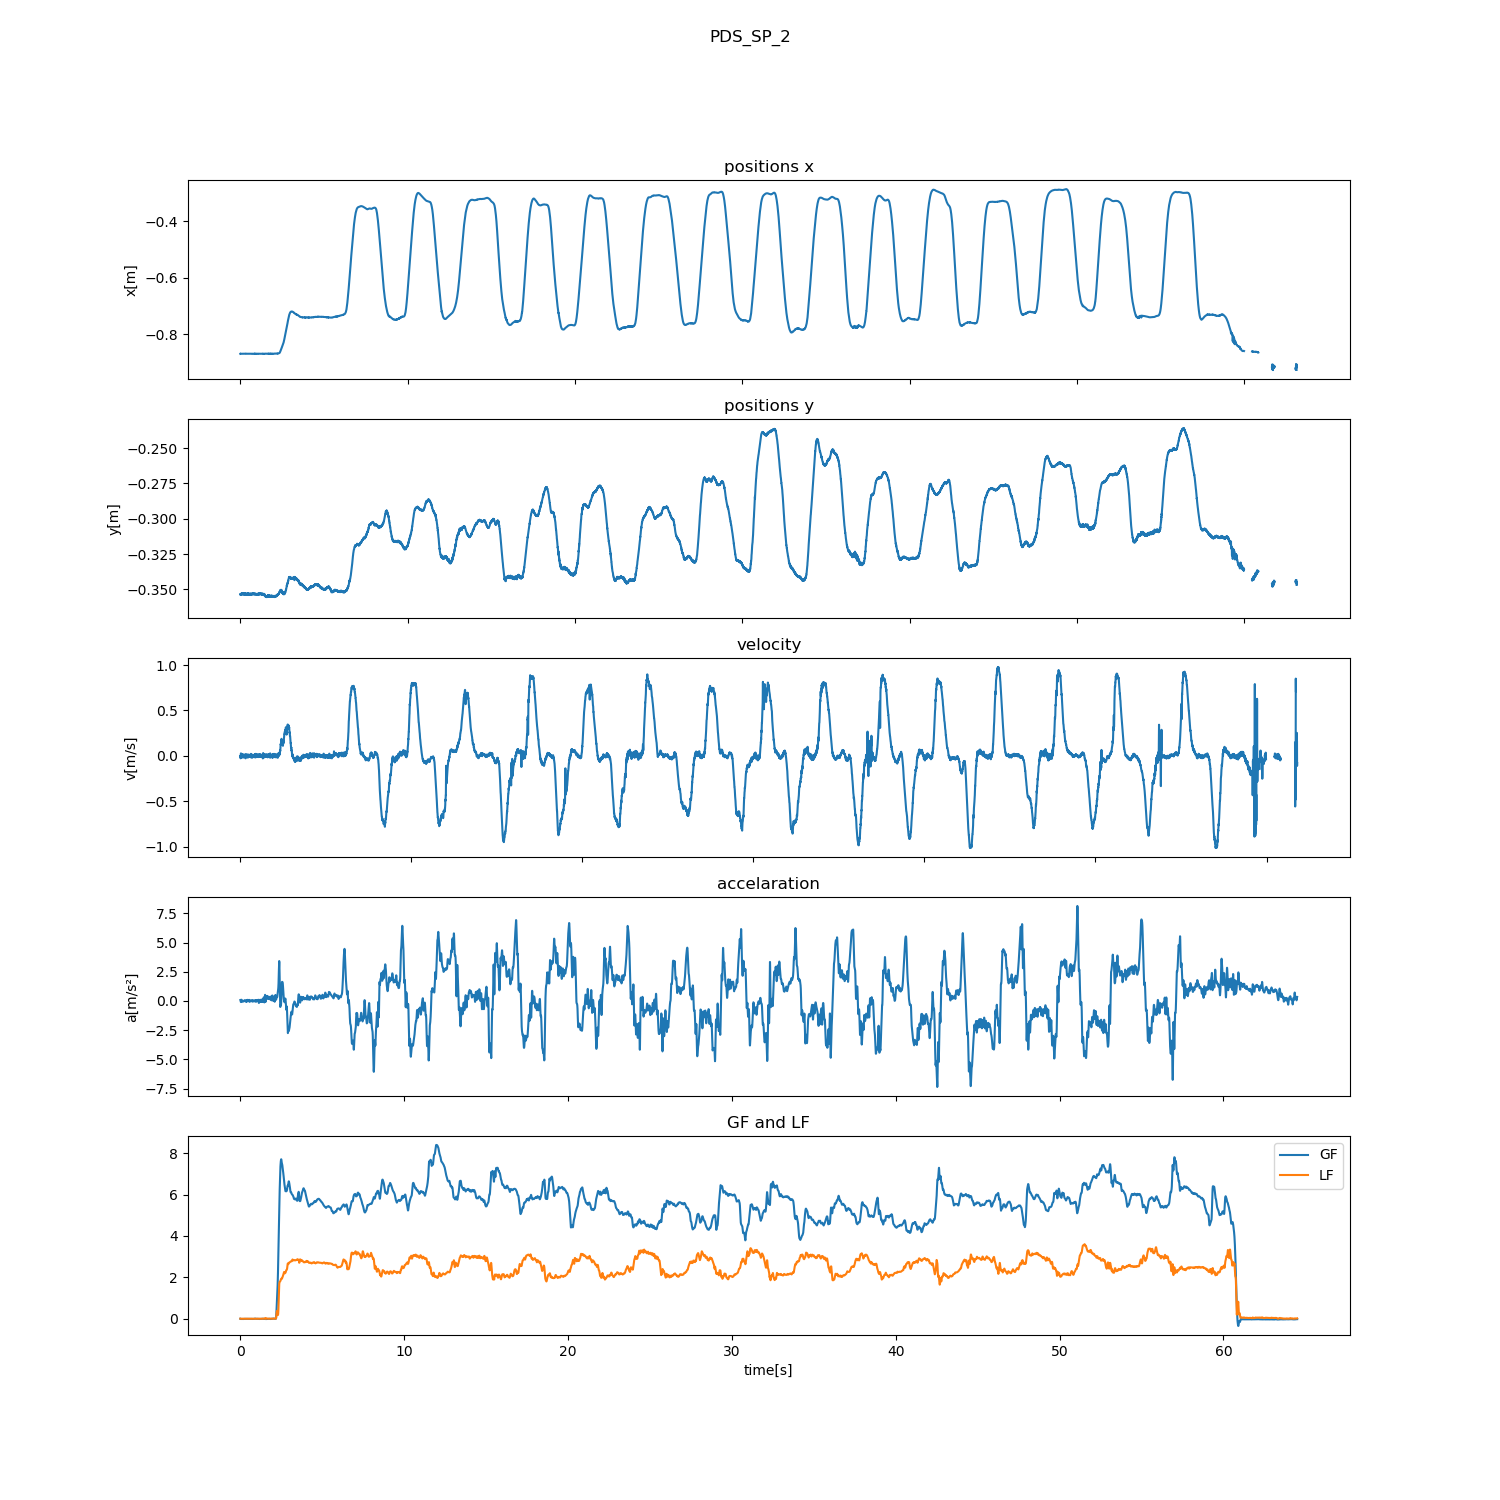 PDS_SP_2
positions x
−0.4
−0.6
−0.8
x[m]
positions y
−0.250
−0.275
−0.300
−0.325
−0.350
y[m]
velocity
1.0
0.5
0.0
−0.5
−1.0
v[m/s]
accelaration
7.5
5.0
2.5
0.0
−2.5
−5.0
−7.5
a[m/s²]
GF and LF
8
6
4
2
0
GF
LF
0 10 20 30 40 50 60
time[s]